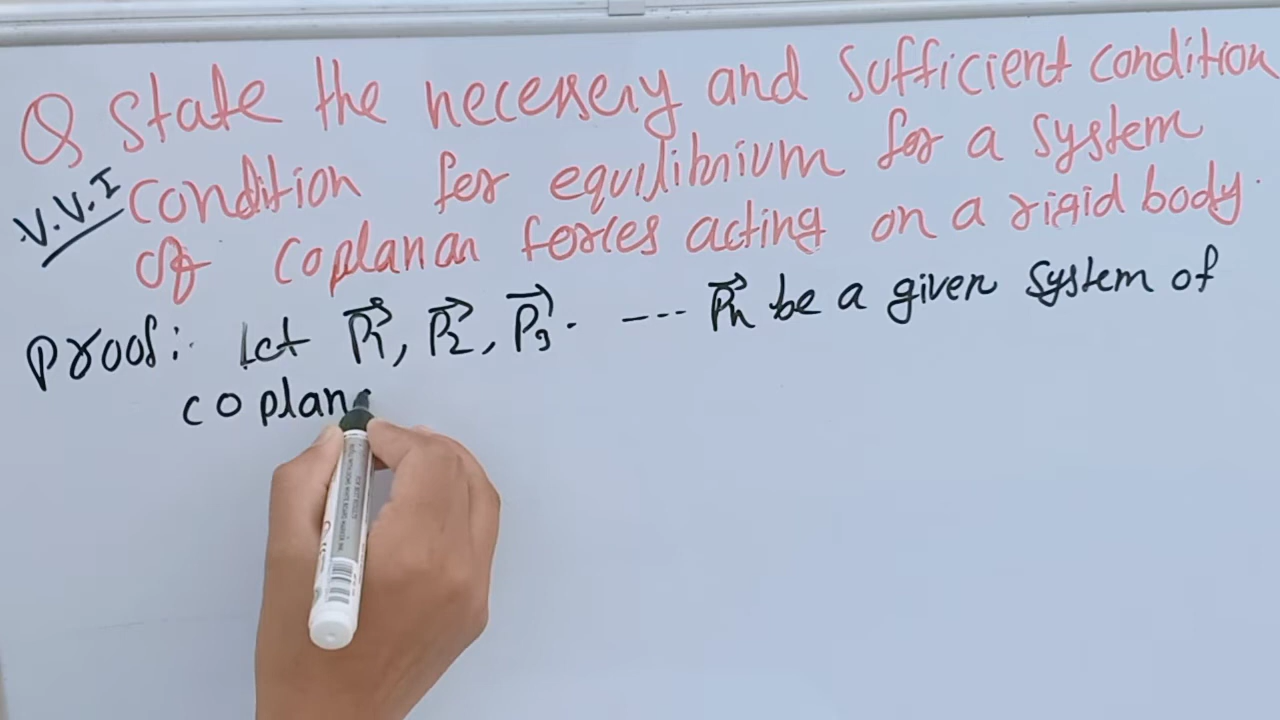 Q State the necessery and sufficient condition
V.V.I condition for equilibrium for a system
of coplanar forces acting on a rigid body.
Proof: Let P1, P2, P3. ---- Pn be a given system of
coplana